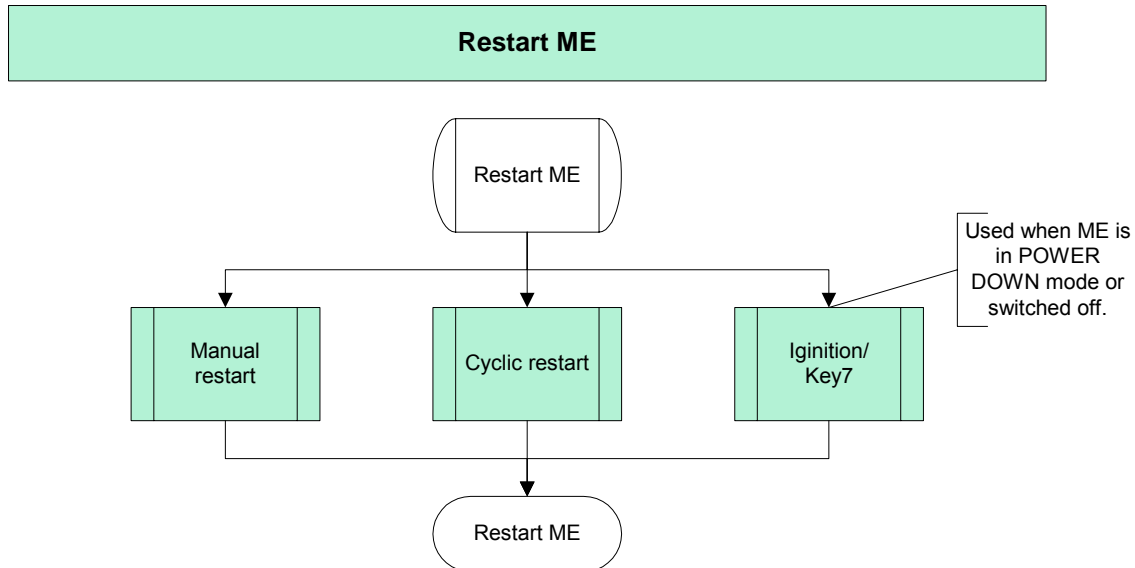 Restart ME
Restart ME
Used when ME is
in POWER
DOWN mode or
switched off.
Manual
restart
Cyclic restart
Iginition/
Key7
Restart ME